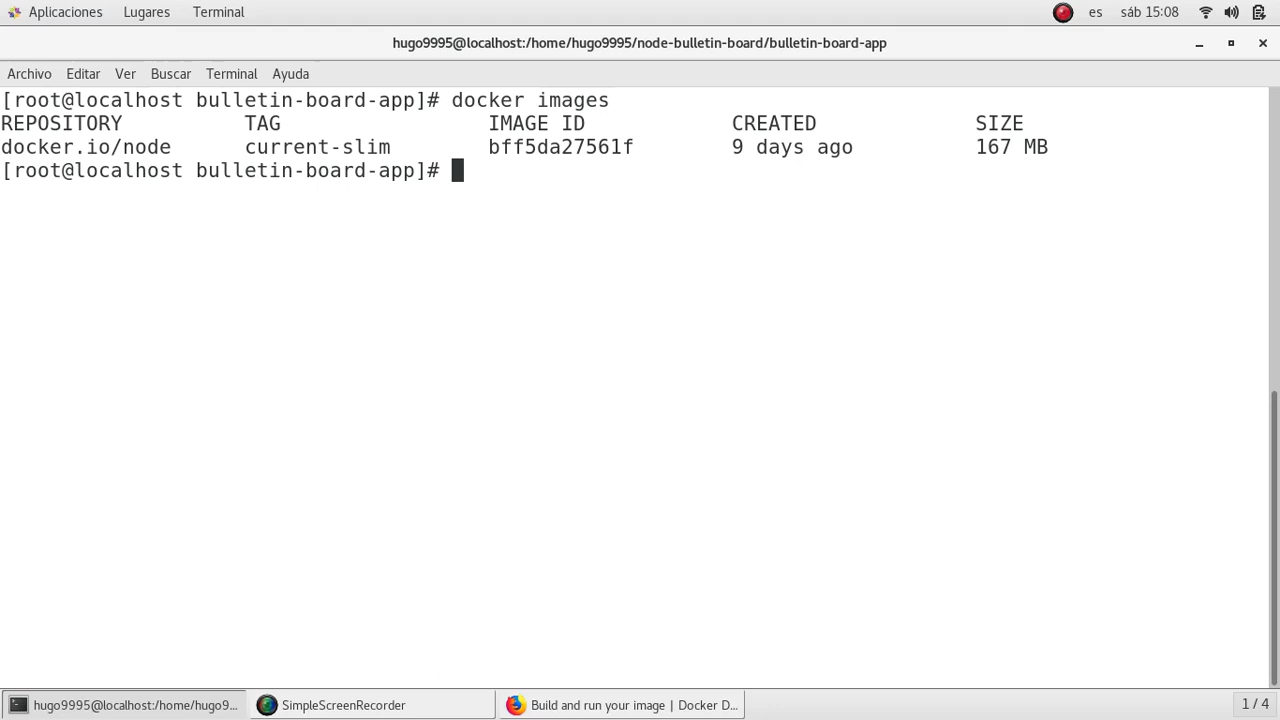 Aplicaciones Lugares Terminal es sáb 15:08
hugo9995@localhost:/home/hugo9995/node-bulletin-board/bulletin-board-app
Archivo Editar Ver Buscar Terminal Ayuda
[root@localhost bulletin-board-app]# docker images
REPOSITORY TAG IMAGE ID CREATED SIZE
docker.io/node current-slim bff5da27561f 9 days ago 167 MB
[root@localhost bulletin-board-app]#
hugo9995@localhost:/home/hugo9... SimpleScreenRecorder Build and run your image | Docker D... 1 / 4